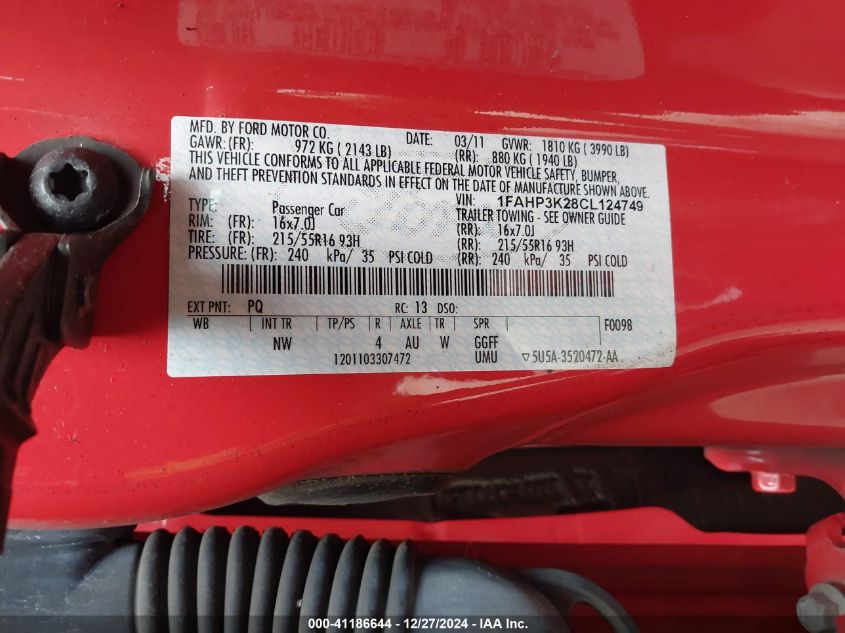 MFD. BY FORD MOTOR CO. DATE: 03/11 GVWR: 1810 KG ( 3990 LB)
GAWR:(FR): 972 KG ( 2143 LB) (RR): 880 KG ( 1940 LB)
THIS VEHICLE CONFORMS TO ALL APPLICABLE FEDERAL MOTOR VEHICLE SAFETY, BUMPER,
AND THEFT PREVENTION STANDARDS IN EFFECT ON THE DATE OF MANUFACTURE SHOWN ABOVE.
VIN: 1FAHP3K28CL124749
TYPE: Passenger Car TRAILER TOWING - SEE OWNER GUIDE
RIM: (FR): 16x7.0J (RR): 16x7.0J
TIRE: (FR): 215/55R16 93H (RR): 215/55R16 93H
PRESSURE: (FR): 240 kPa/ 35 PSI COLD (RR): 240 kPa/ 35 PSI COLD
EXT PNT: PQ RC: 13 DSO:
WB INT TR TP/PS R AXLE TR SPR F0098
NW 4 AU W GGFF
1201103307472 UMU ▽5U5A-3520472-AA
000-41186644 - 12/27/2024 - IAA Inc.